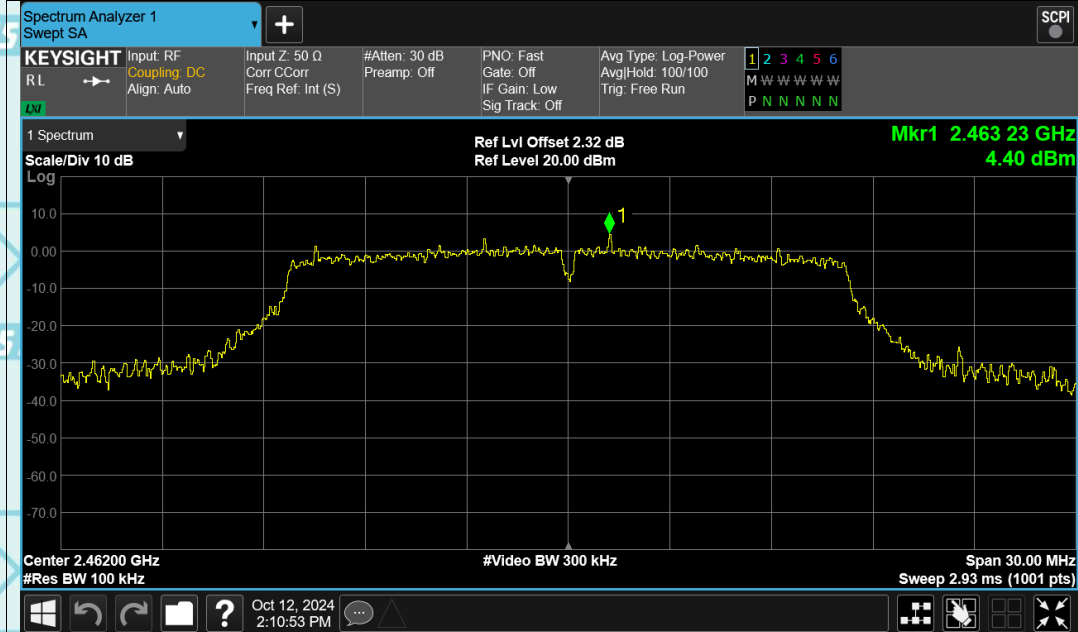 Spectrum Analyzer 1
Swept SA
+
SCPI
KEYSIGHT
RL
LXI
Input: RF
Coupling: DC
Align: Auto
Input Z: 50 Ω
Corr CCorr
Freq Ref: Int (S)
#Atten: 30 dB
Preamp: Off
PNO: Fast
Gate: Off
IF Gain: Low
Sig Track: Off
Avg Type: Log-Power
Avg|Hold: 100/100
Trig: Free Run
1 2 3 4 5 6
M W W W W W
P N N N N N
1 Spectrum
Scale/Div 10 dB
Log
Ref Lvl Offset 2.32 dB
Ref Level 20.00 dBm
Mkr1 2.463 23 GHz
4.40 dBm
1
10.0
0.00
-10.0
-20.0
-30.0
-40.0
-50.0
-60.0
-70.0
Center 2.46200 GHz
#Res BW 100 kHz
#Video BW 300 kHz
Span 30.00 MHz
Sweep 2.93 ms (1001 pts)
?
Oct 12, 2024
2:10:53 PM